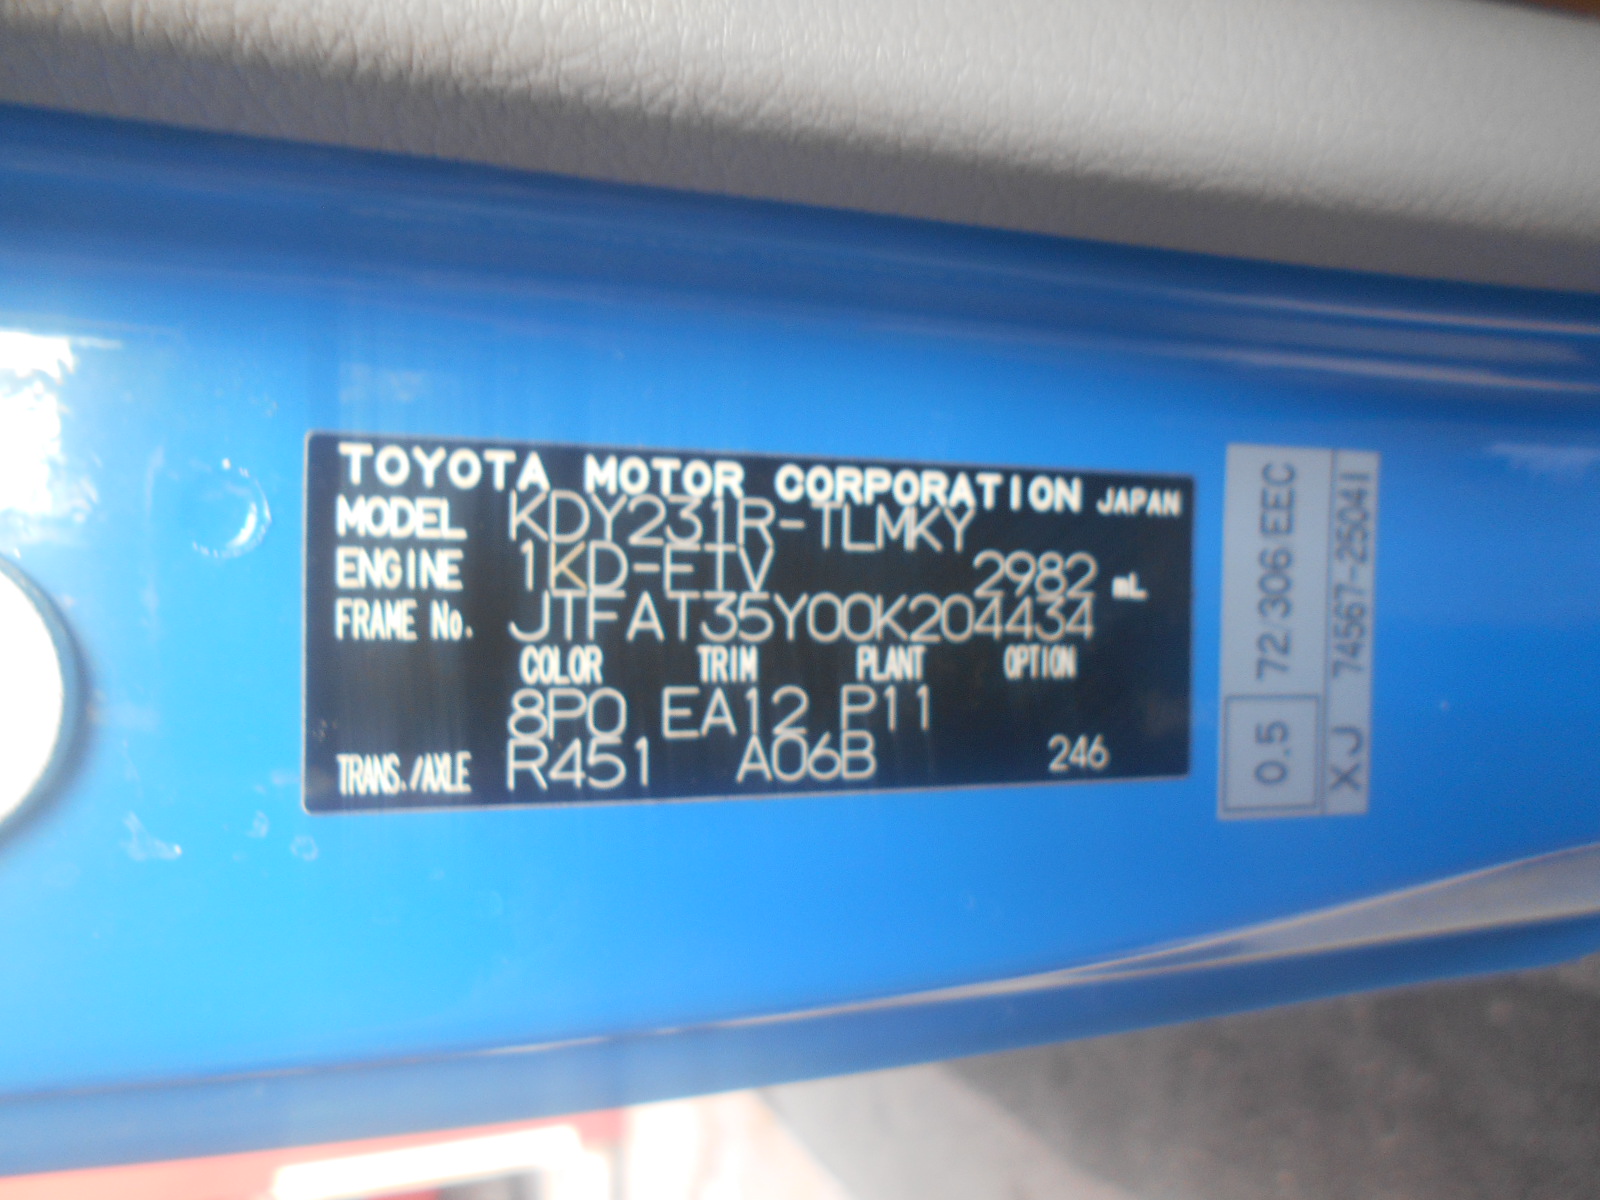 TOYOTA MOTOR CORPORATION JAPAN
MODEL KDY231R-TLMKY
ENGINE 1KD-FTV 2982 mL
FRAME No. JTFAT35Y00K204434
COLOR TRIM PLANT OPTION
8P0 EA12 P11
TRANS./AXLE R451 A06B 246
0.5 72/306 EEC
XJ 74567-25041